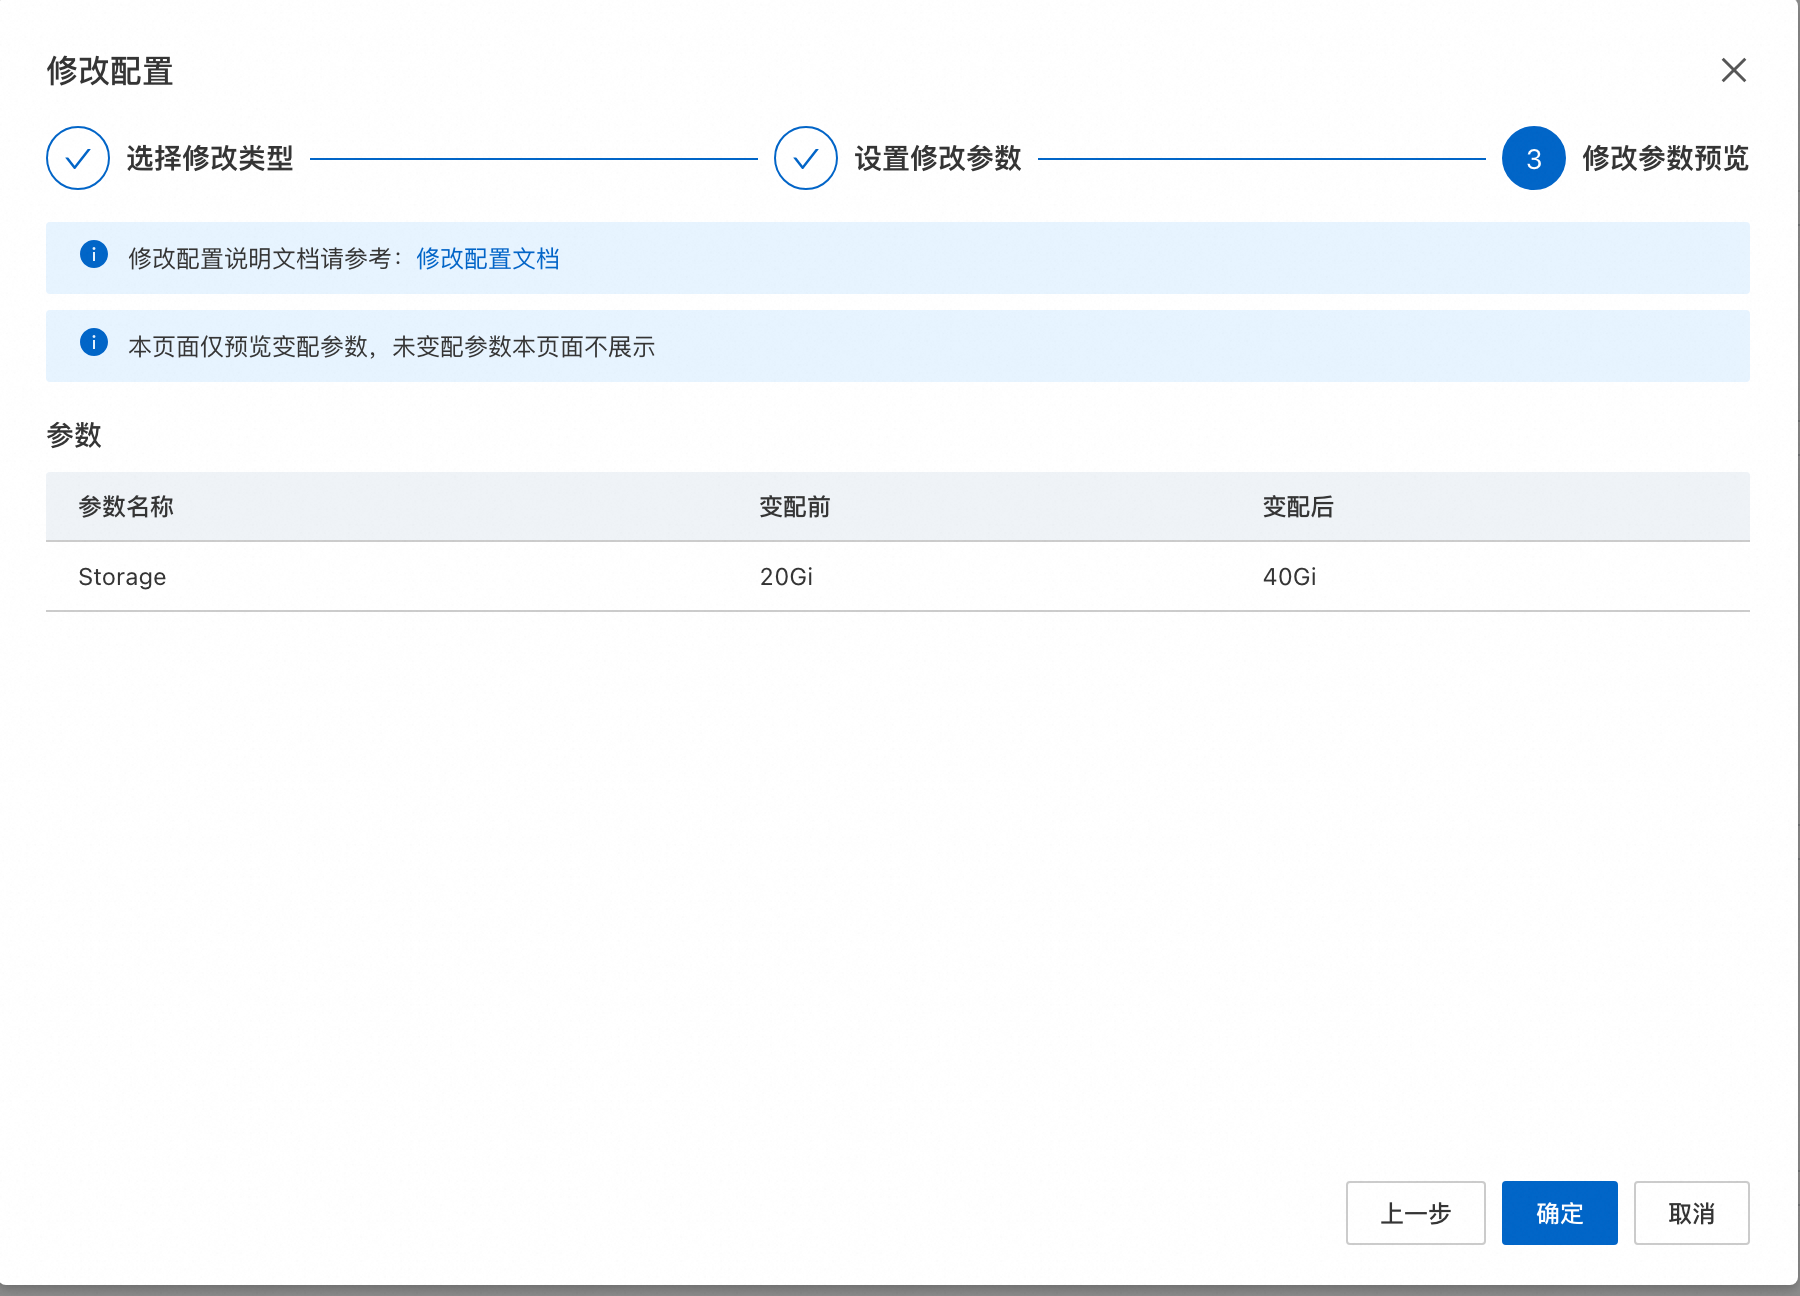 修改配置
选择修改类型
设置修改参数
3 修改参数预览
修改配置说明文档请参考：修改配置文档
本页面仅预览变配参数，未变配参数本页面不展示
参数
参数名称 变配前 变配后
Storage 20Gi 40Gi
上一步 确定 取消